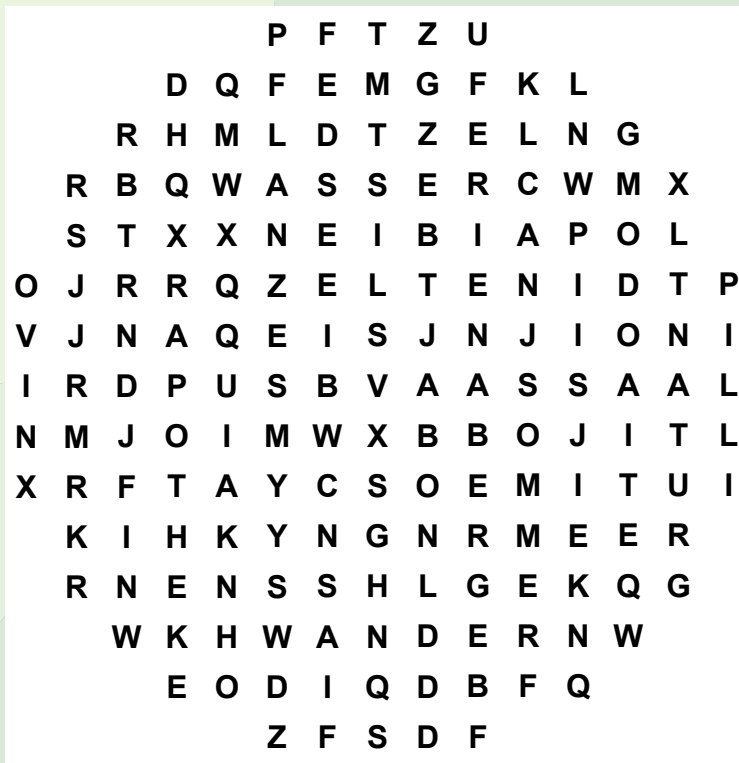 P F T Z U
D Q F E M G F K L
R H M L D T Z E L N G
R B Q W A S S E R C W M X
S T X X N E I B I A P O L
O J R R Q Z E L T E N I D T P
V J N A Q E I S J N J I O N I
I R D P U S B V A A S S A A L
N M J O I M W X B B O J I T L
X R F T A Y C S O E M I T U I
K I H K Y N G N R M E E R
R N E N S S H L G E K Q G
W K H W A N D E R N W
E O D I Q D B F Q
Z F S D F